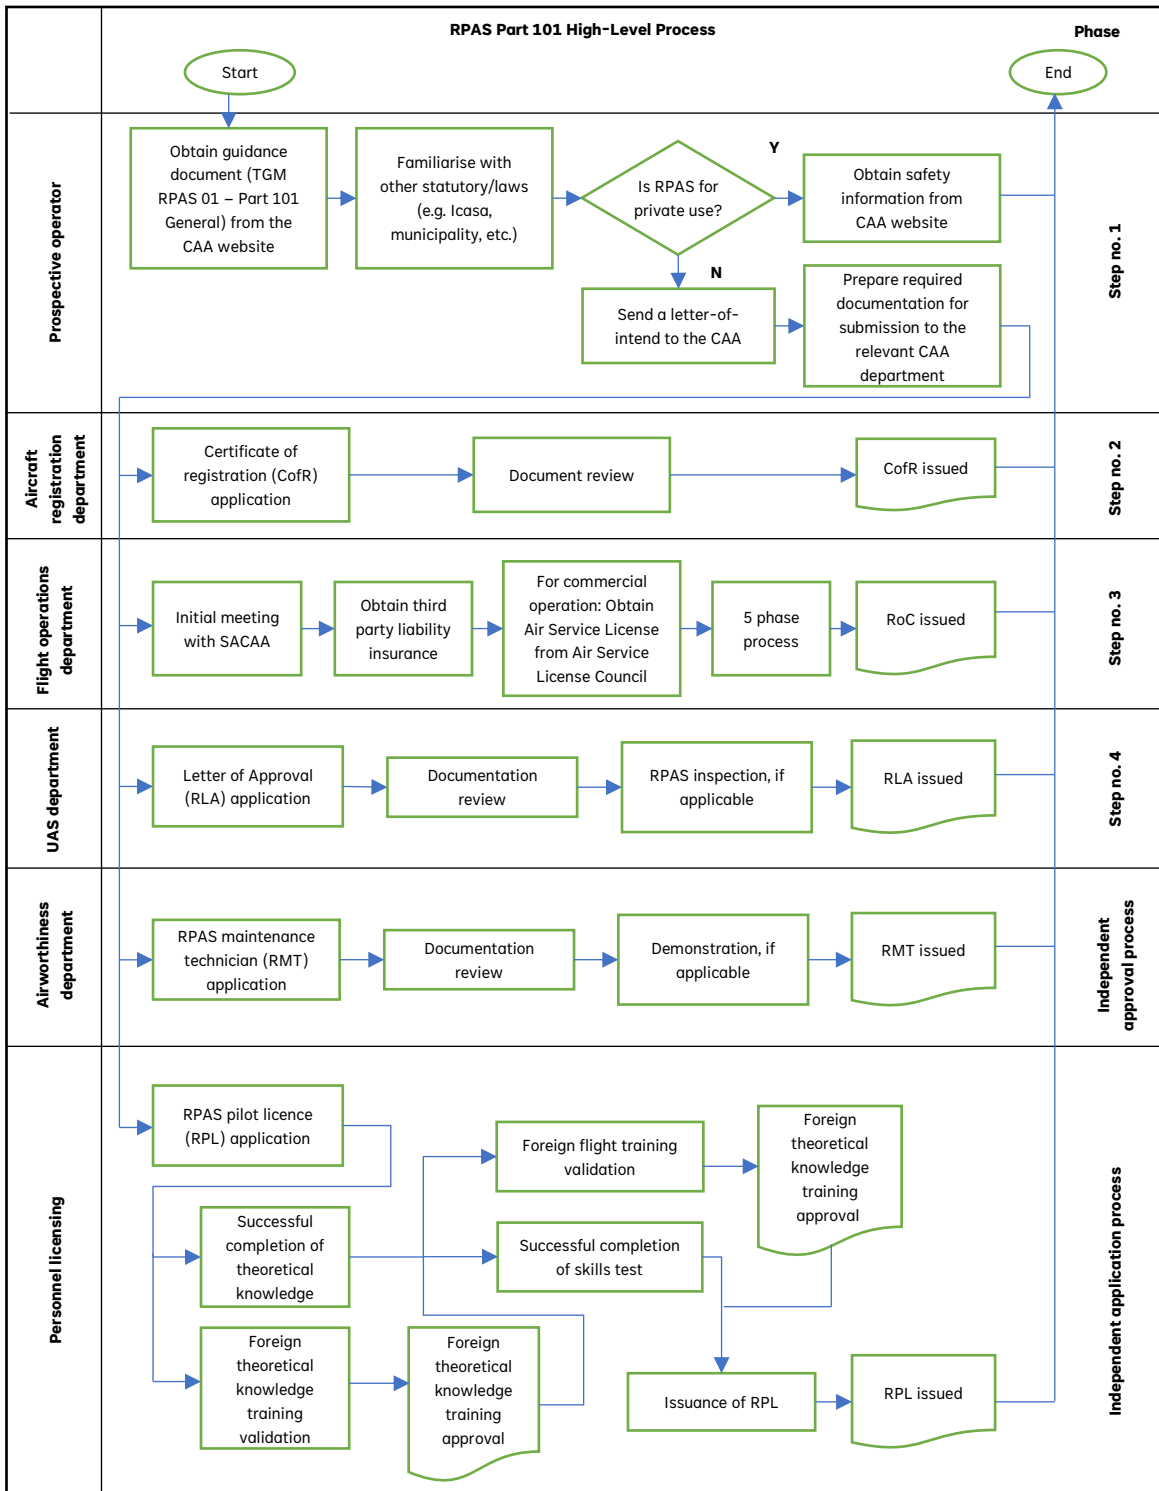 RPAS Part 101 High-Level Process
Phase
Start
End
Prospective operator
Obtain guidance
document (TGM
RPAS 01 – Part 101
General) from the
CAA website
Familiarise with
other statutory/laws
(e.g. Icasa,
municipality, etc.)
Is RPAS for
private use?
Y
Obtain safety
information from
CAA website
N
Send a letter-of-
intend to the CAA
Prepare required
documentation for
submission to the
relevant CAA
department
Step no. 1
Aircraft
registration
department
Certificate of
registration (CofR)
application
Document review
CofR issued
Step no. 2
Flight operations
department
Initial meeting
with SACAA
Obtain third
party liability
insurance
For commercial
operation: Obtain
Air Service License
from Air Service
License Council
5 phase
process
RoC issued
Step no. 3
UAS department
Letter of Approval
(RLA) application
Documentation
review
RPAS inspection, if
applicable
RLA issued
Step no. 4
Airworthiness
department
RPAS maintenance
technician (RMT)
application
Documentation
review
Demonstration, if
applicable
RMT issued
Independent
approval process
Personnel licensing
RPAS pilot licence
(RPL) application
Foreign flight training
validation
Foreign
theoretical
knowledge
training
approval
Successful
completion of
theoretical
knowledge
Successful completion
of skills test
Foreign
theoretical
knowledge
training
validation
Foreign
theoretical
knowledge
training
approval
Issuance of RPL
RPL issued
Independent application process